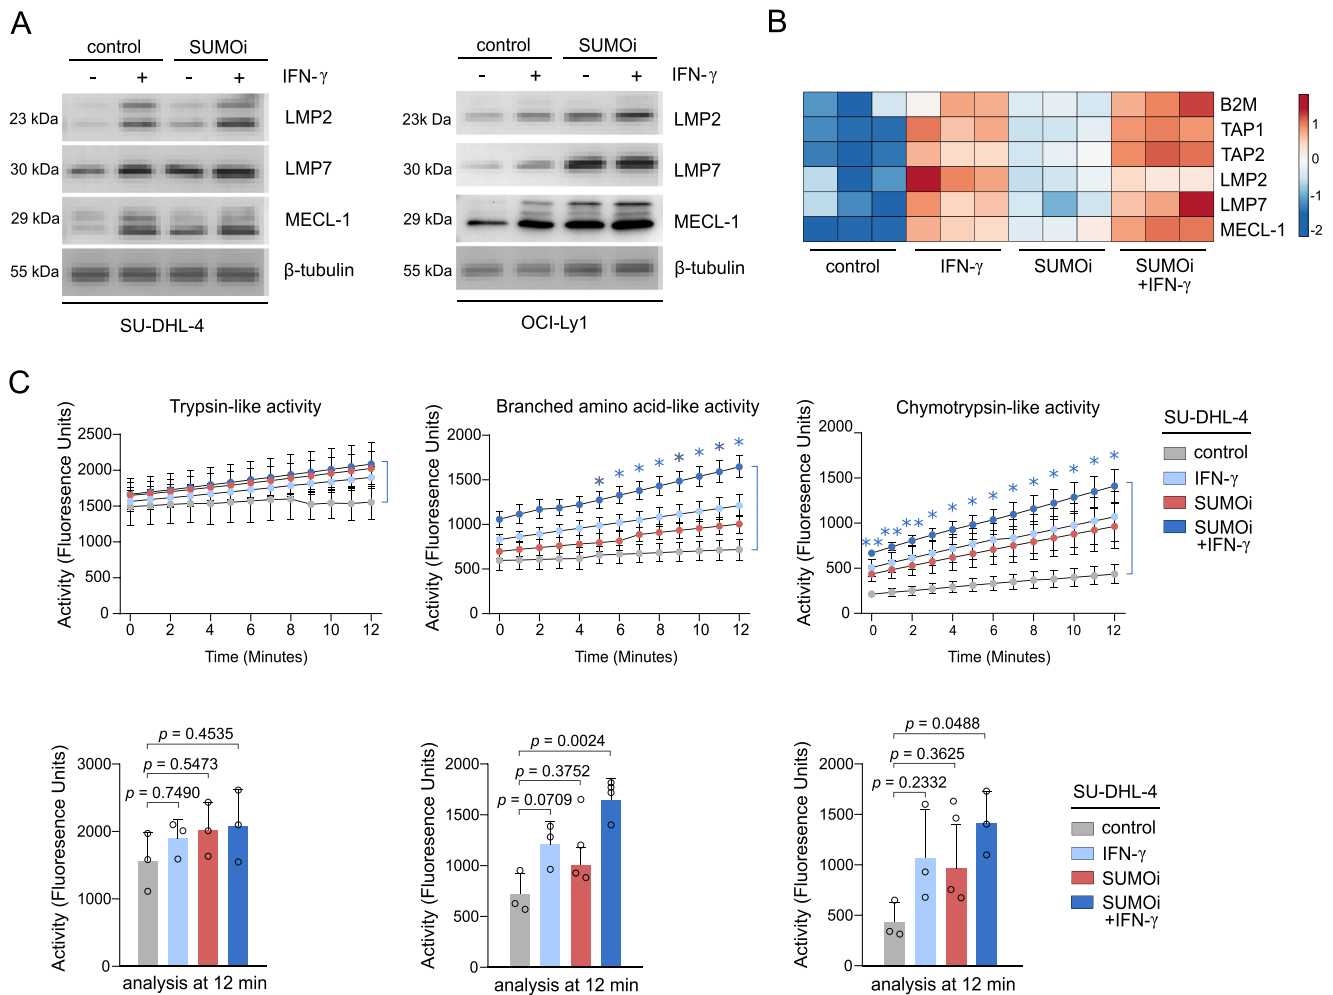 A
control SUMOi
- + - + IFN-γ
23 kDa LMP2
30 kDa LMP7
29 kDa MECL-1
55 kDa β-tubulin
SU-DHL-4
control SUMOi
- + - + IFN-γ
23k Da LMP2
30 kDa LMP7
29 kDa MECL-1
55 kDa β-tubulin
OCI-Ly1
B
B2M
TAP1
TAP2
LMP2
LMP7
MECL-1
2
1
0
-1
-2
control IFN-γ SUMOi SUMOi
+IFN-γ
C
Trypsin-like activity
Activity (Fluoresence Units)
2500
2000
1500
1000
500
0
0 2 4 6 8 10 12
Time (Minutes)
Branched amino acid-like activity
Activity (Fluoresence Units)
2000
1500
1000
500
0
* * * * * * * *
0 2 4 6 8 10 12
Time (Minutes)
Chymotrypsin-like activity
Activity (Fluoresence Units)
2000
1500
1000
500
0
** ** ** * * * * * * * * * *
0 2 4 6 8 10 12
Time (Minutes)
SU-DHL-4
control
IFN-γ
SUMOi
SUMOi
+IFN-γ
Activity (Fluoresence Units)
3000
2000
1000
0
p = 0.4535
p = 0.5473
p = 0.7490
analysis at 12 min
Activity (Fluoresence Units)
2000
1500
1000
500
0
p = 0.0024
p = 0.3752
p = 0.0709
analysis at 12 min
Activity (Fluoresence Units)
2000
1500
1000
500
0
p = 0.0488
p = 0.3625
p = 0.2332
analysis at 12 min
SU-DHL-4
control
IFN-γ
SUMOi
SUMOi
+IFN-γ